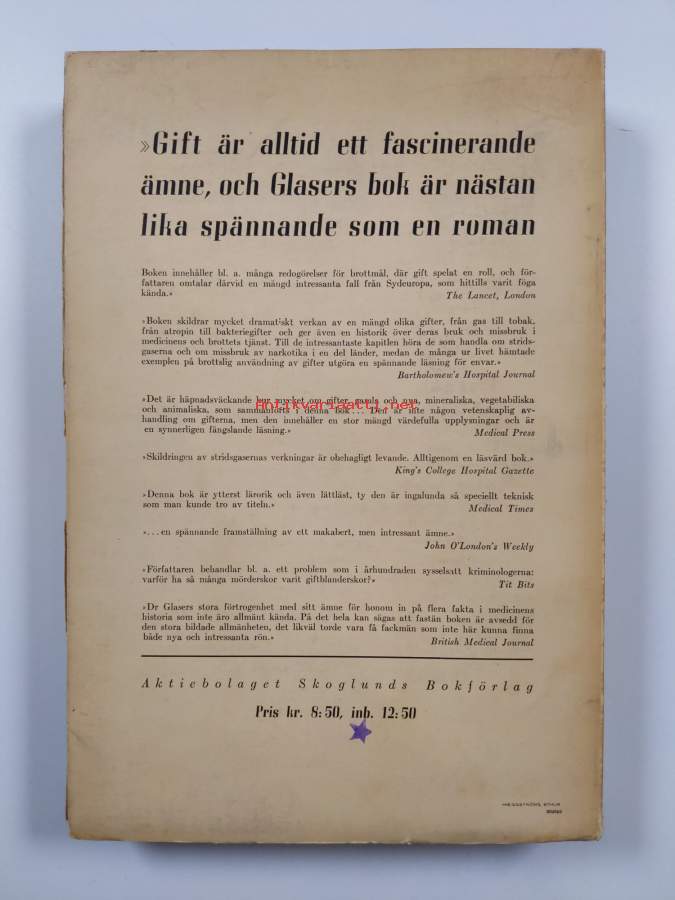 »Gift är alltid ett fascinerande
ämne, och Glasers bok är nästan
lika spännande som en roman
Boken innehåller bl. a. många redogörelser för brottmål, där gift spelat en roll, och för-
fattaren omtalar därvid en mängd intressanta fall från Sydeuropa, som hittills varit föga
kända.» The Lancet, London
»Boken skildrar mycket dramatiskt verkan av en mängd olika gifter, från gas till tobak,
från atropin till bakteriegifter och ger även en historik över deras bruk och missbruk i
medicinens och brottets tjänst. Till de intressantaste kapitlen höra de som handla om strids-
gaserna och om missbruk av narkotika i en del länder, medan de många ur livet hämtade
exemplen på brottslig användning av gifter utgöra en spännande läsning för envar.»
Bartholomew's Hospital Journal
»Det är häpnadsväckande hur mycket om gifter, gamla och nya, mineraliska, vegetabiliska
Antikvariaatti.net
och animaliska, som sammanförts i denna bok... Den är inte någon vetenskaplig av-
handling om gifterna, men den innehåller en stor mängd värdefulla upplysningar och är
en synnerligen fängslande läsning.» Medical Press
»Skildringen av stridsgasernas verkningar är obehagligt levande. Alltigenom en läsvärd bok.»
King's College Hospital Gazette
»Denna bok är ytterst lärorik och även lättläst, ty den är ingalunda så speciellt teknisk
som man kunde tro av titeln.» Medical Times
»...en spännande framställning av ett makabert, men intressant ämne.»
John O'London's Weekly
»Författaren behandlar bl. a. ett problem som i århundraden sysselsatt kriminologerna:
varför ha så många mörderskor varit giftblanderskor?» Tit Bits
»Dr Glasers stora förtrogenhet med sitt ämne för honom in på flera fakta i medicinens
historia som inte äro allmänt kända. På det hela kan sägas att fastän boken är avsedd för
den stora bildade allmänheten, det likväl torde vara få fackmän som inte här kunna finna
både nya och intressanta rön.» British Medical Journal
Aktiebolaget Skoglunds Bokförlag
Pris kr. 8:50, inb. 12:50